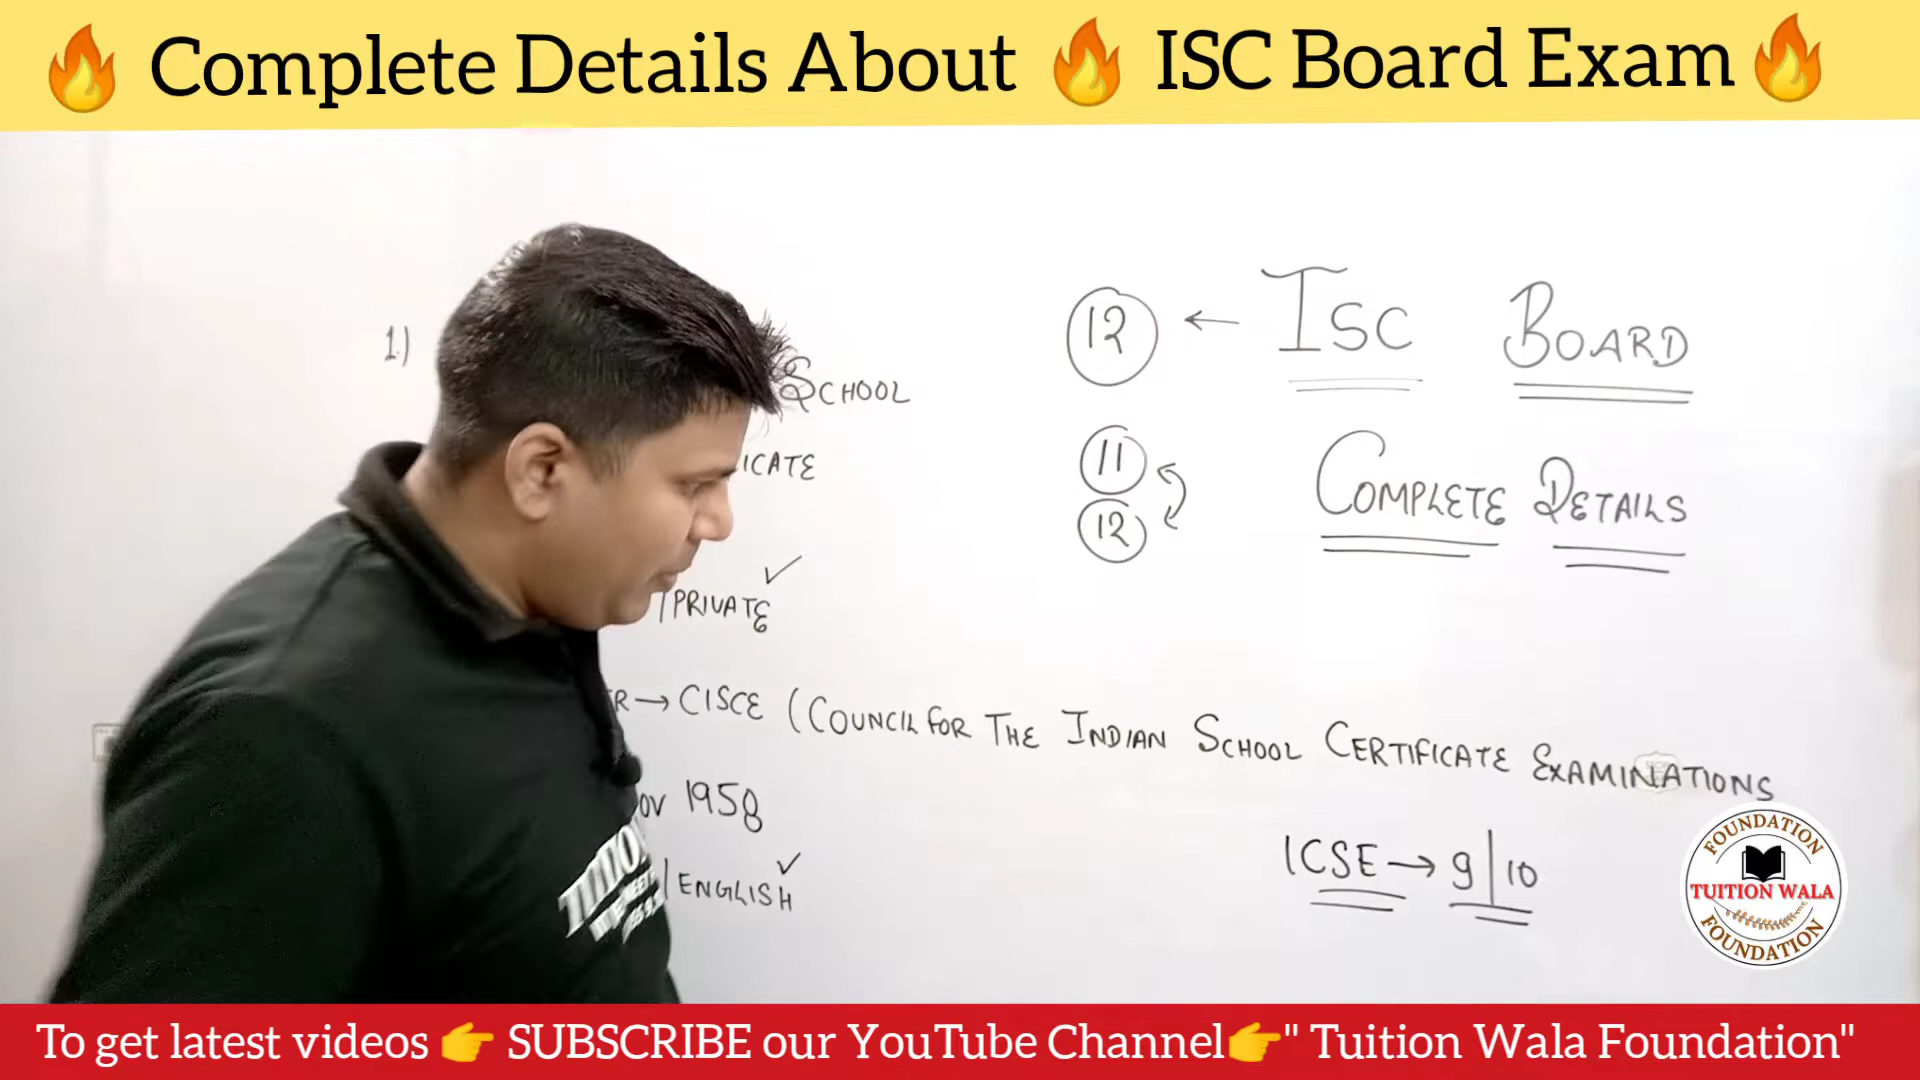 🔥 Complete Details About 🔥 ISC Board Exam 🔥
12 ← ISC BOARD
1.)
SCHOOL
11
ICATE
COMPLETE DETAILS
12
✓
/PRIVATE
R → CISCE (COUNCIL FOR THE INDIAN SCHOOL CERTIFICATE EXAMINATIONS
OV 1958
✓
/ENGLISH
ICSE → 9|10
FOUNDATION
TUITION WALA
FOUNDATION
To get latest videos 👉 SUBSCRIBE our YouTube Channel👉" Tuition Wala Foundation"